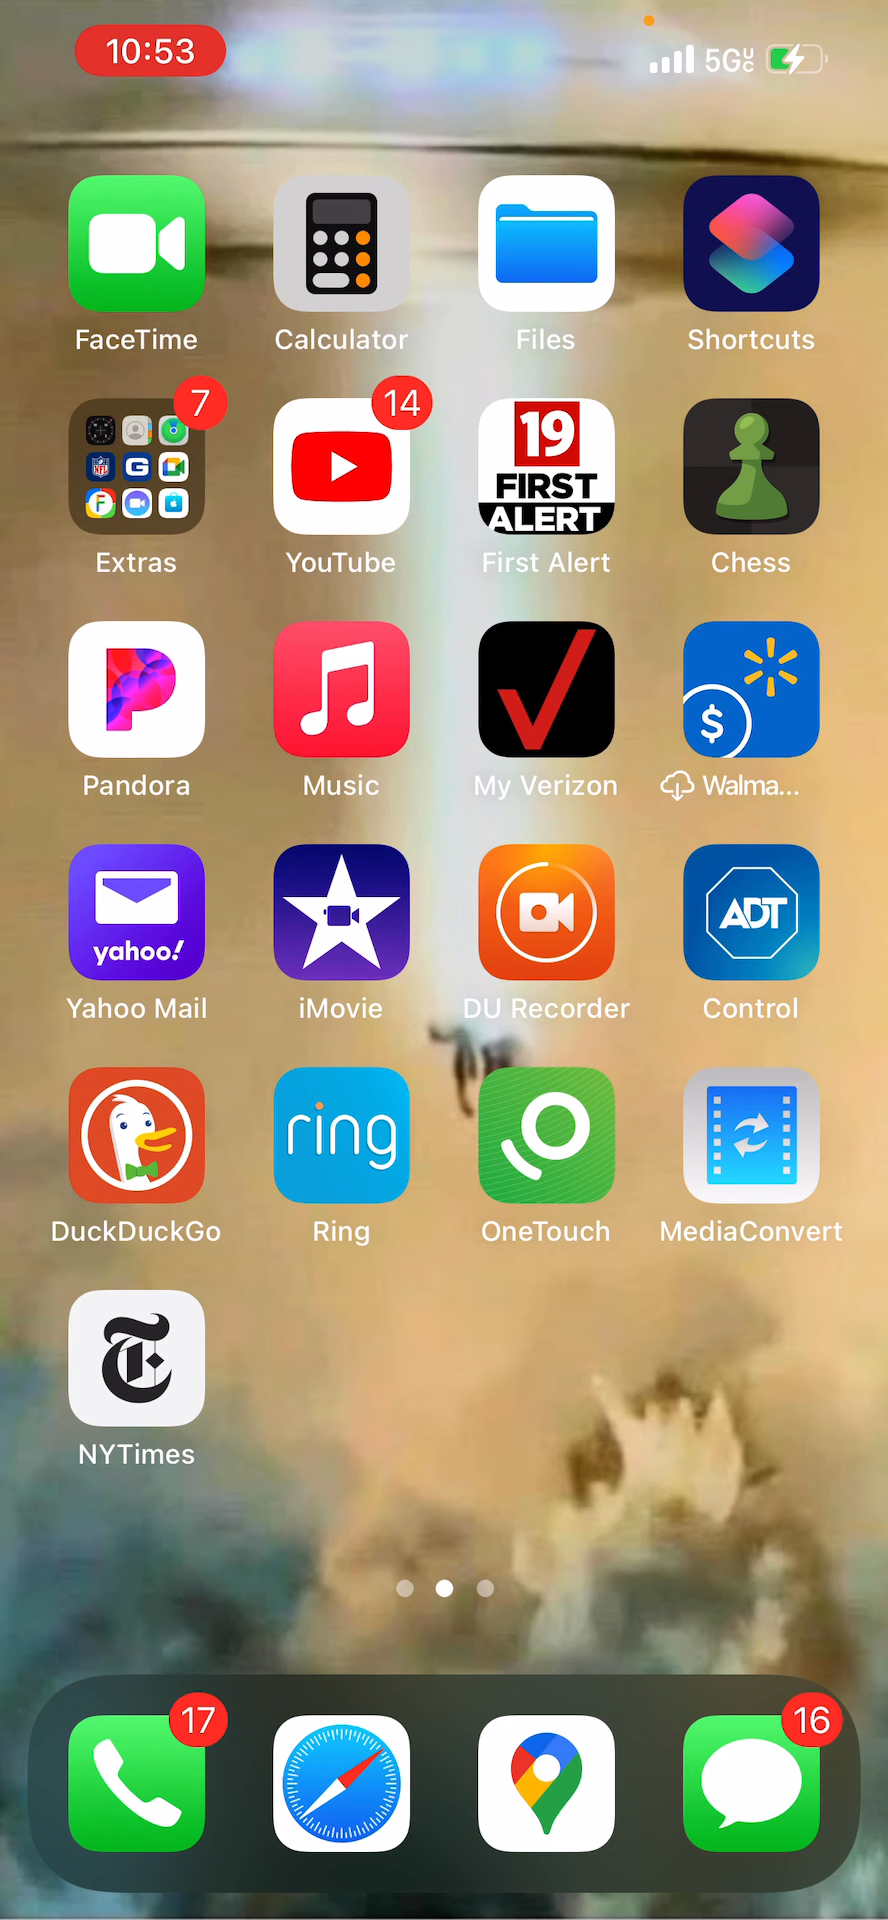 10:53 5GUC
FaceTime Calculator Files Shortcuts
7 14 19
FIRST
ALERT
Extras YouTube First Alert Chess
$
Pandora Music My Verizon Walma...
yahoo! ADT
Yahoo Mail iMovie DU Recorder Control
ring
DuckDuckGo Ring OneTouch MediaConvert
T
NYTimes
17 16